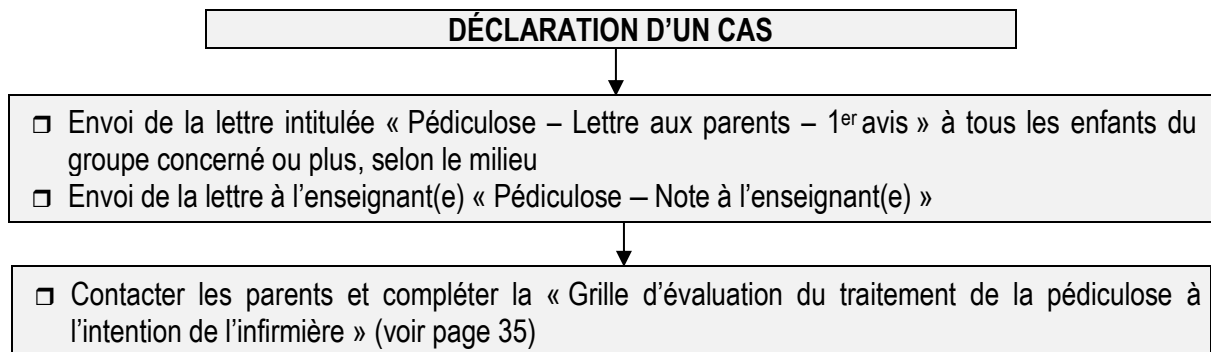 DÉCLARATION D'UN CAS
❒ Envoi de la lettre intitulée « Pédiculose – Lettre aux parents – 1er avis » à tous les enfants du
groupe concerné ou plus, selon le milieu
❒ Envoi de la lettre à l'enseignant(e) « Pédiculose – Note à l'enseignant(e) »
❒ Contacter les parents et compléter la « Grille d'évaluation du traitement de la pédiculose à
l'intention de l'infirmière » (voir page 35)